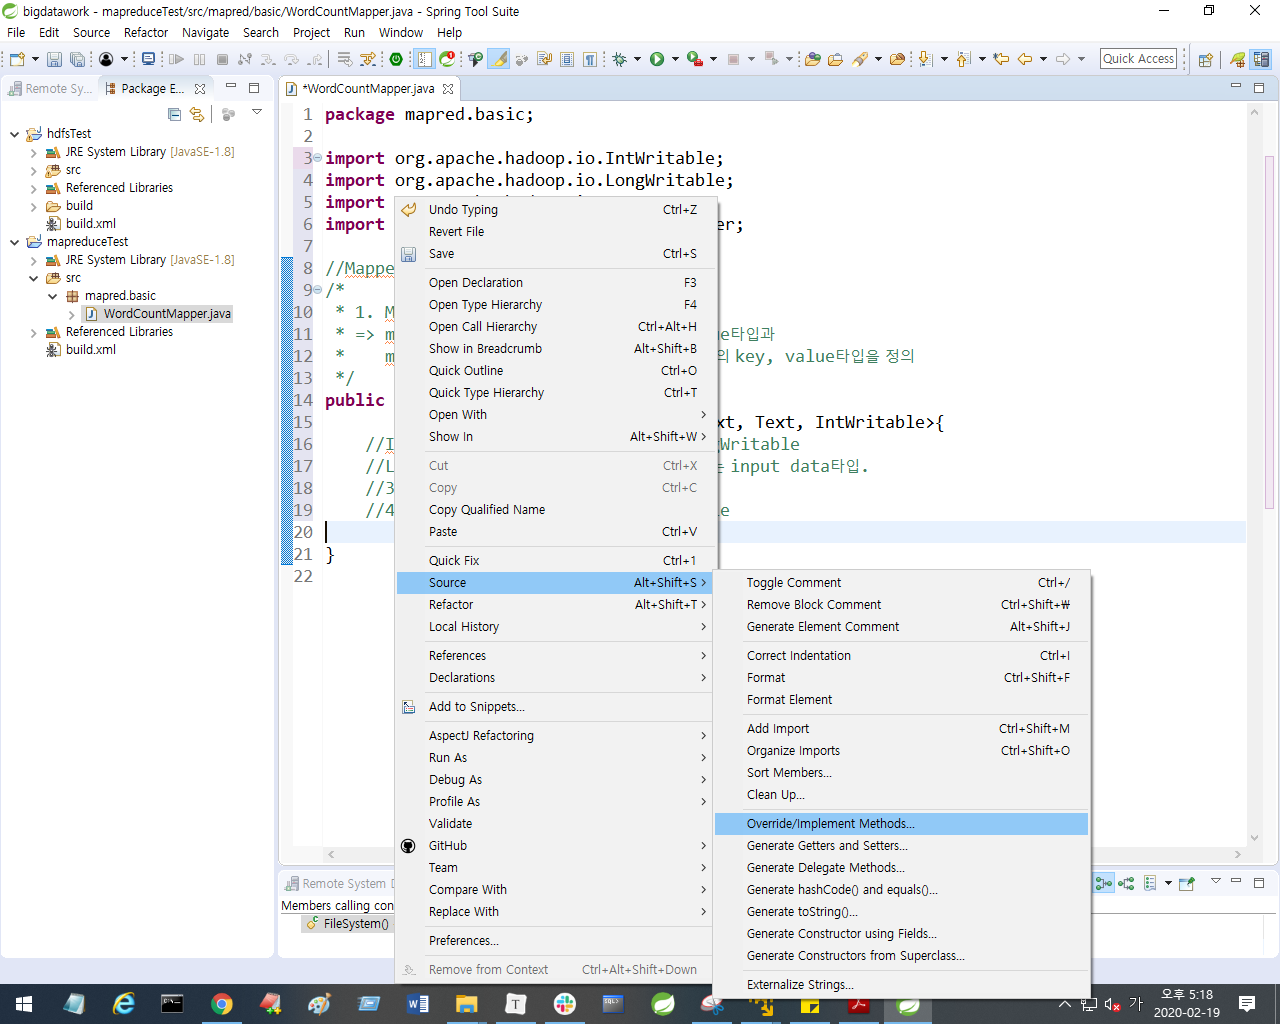 bigdatawork - mapreduceTest/src/mapred/basic/WordCountMapper.java - Spring Tool Suite
File Edit Source Refactor Navigate Search Project Run Window Help
Quick Access
Remote Sy...
Package E...
hdfsTest
JRE System Library [JavaSE-1.8]
src
Referenced Libraries
build
build.xml
mapreduceTest
JRE System Library [JavaSE-1.8]
src
mapred.basic
WordCountMapper.java
Referenced Libraries
build.xml
*WordCountMapper.java
1 package mapred.basic;
2
3 import org.apache.hadoop.io.IntWritable;
4 import org.apache.hadoop.io.LongWritable;
5 import
6 import er;
7
8 //Mappe
9 /*
10 * 1. M
11 * => m e타입과
12 * m 의 key, value타입을 정의
13 */
14 public
15 xt, Text, IntWritable>{
16 //I gWritable
17 //L 는 input data타입.
18 //3
19 //4 e
20
21 }
22
Undo Typing Ctrl+Z
Revert File
Save Ctrl+S
Open Declaration F3
Open Type Hierarchy F4
Open Call Hierarchy Ctrl+Alt+H
Show in Breadcrumb Alt+Shift+B
Quick Outline Ctrl+O
Quick Type Hierarchy Ctrl+T
Open With
Show In Alt+Shift+W
Cut Ctrl+X
Copy Ctrl+C
Copy Qualified Name
Paste Ctrl+V
Quick Fix Ctrl+1
Source Alt+Shift+S
Refactor Alt+Shift+T
Local History
References
Declarations
Add to Snippets...
AspectJ Refactoring
Run As
Debug As
Profile As
Validate
GitHub
Team
Compare With
Replace With
Preferences...
Remove from Context Ctrl+Alt+Shift+Down
Toggle Comment Ctrl+/
Remove Block Comment Ctrl+Shift+₩
Generate Element Comment Alt+Shift+J
Correct Indentation Ctrl+I
Format Ctrl+Shift+F
Format Element
Add Import Ctrl+Shift+M
Organize Imports Ctrl+Shift+O
Sort Members...
Clean Up...
Override/Implement Methods...
Generate Getters and Setters...
Generate Delegate Methods...
Generate hashCode() and equals()...
Generate toString()...
Generate Constructor using Fields...
Generate Constructors from Superclass...
Externalize Strings...
Remote System D
Members calling con
FileSystem()
가
오후 5:18
2020-02-19